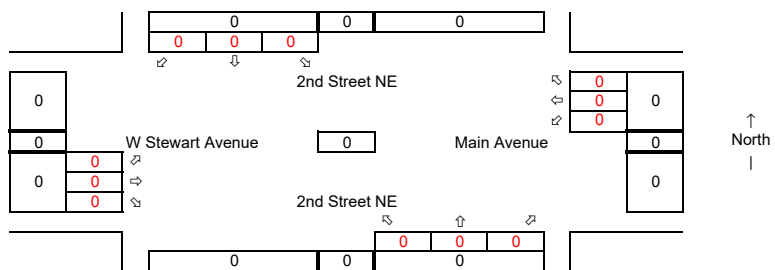 0 0 0
0 0 0
↙ ⇩ ↘
2nd Street NE
↖ 0
0 ⇦ 0 0
↙ 0
↑
North
|
0 W Stewart Avenue 0 Main Avenue 0
0 ↗
0 0 ⇨ 0
0 ↘
2nd Street NE
↖ ⇧ ↗
0 0 0
0 0 0